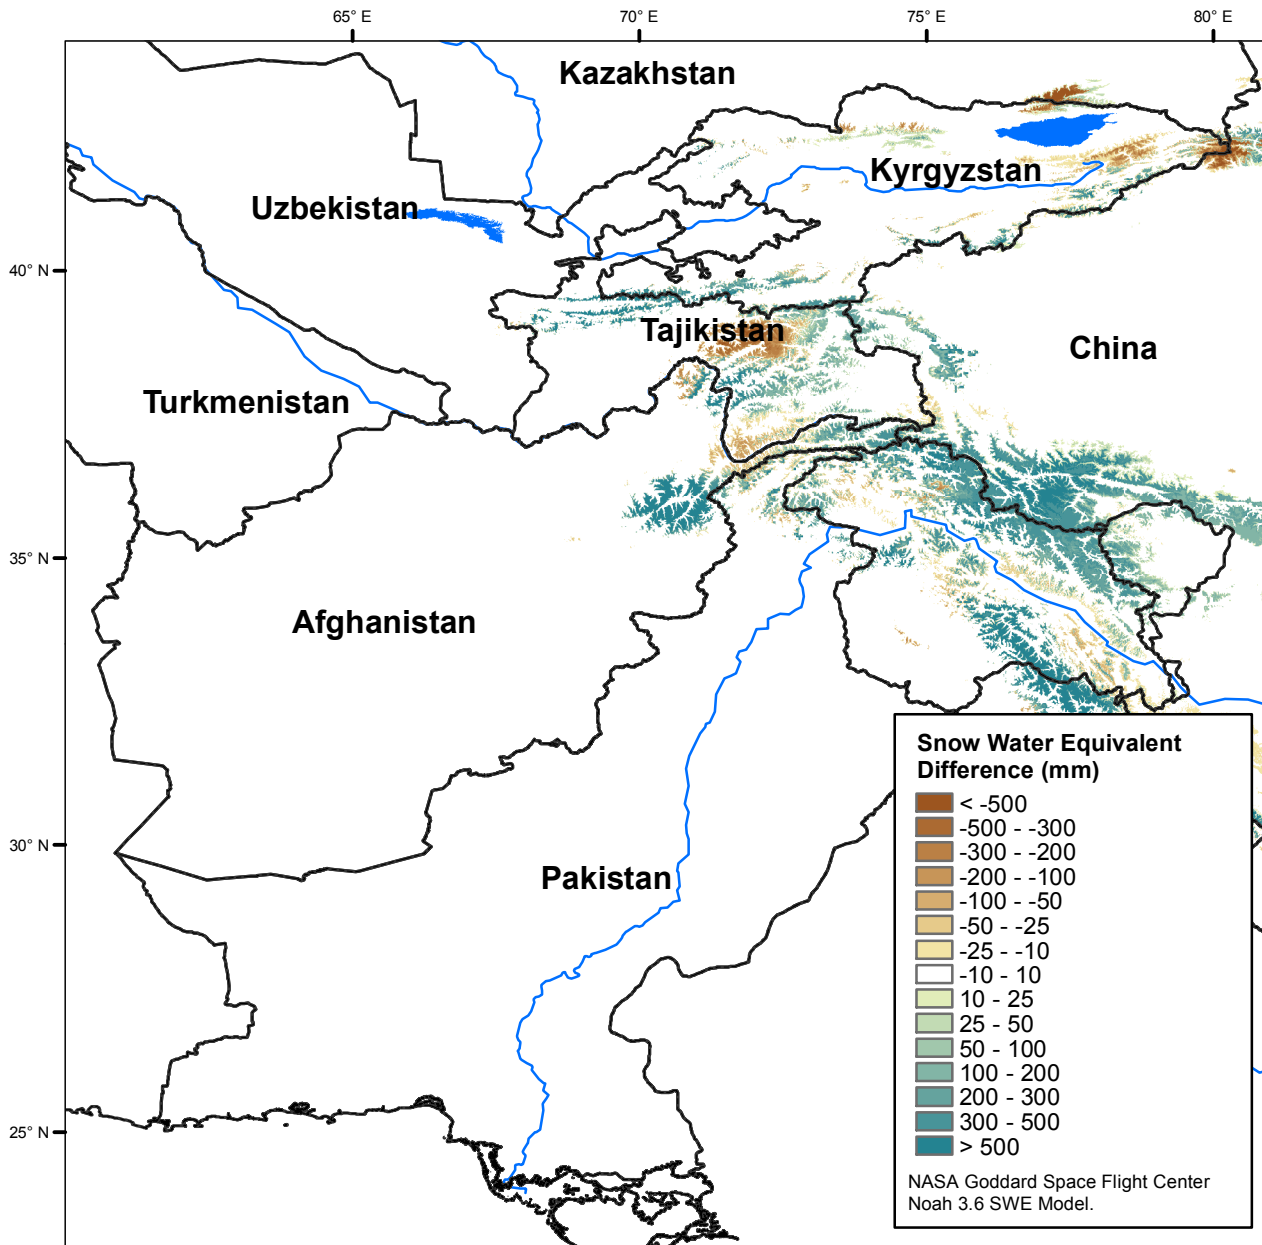 65° E
70° E
75° E
80° E
Kazakhstan
Kyrgyzstan
Uzbekistan
40° N
Tajikistan
China
Turkmenistan
35° N
Afghanistan
30° N
Pakistan
25° N
Snow Water Equivalent
Difference (mm)
< -500
-500 - -300
-300 - -200
-200 - -100
-100 - -50
-50 - -25
-25 - -10
-10 - 10
10 - 25
25 - 50
50 - 100
100 - 200
200 - 300
300 - 500
> 500
NASA Goddard Space Flight Center
Noah 3.6 SWE Model.